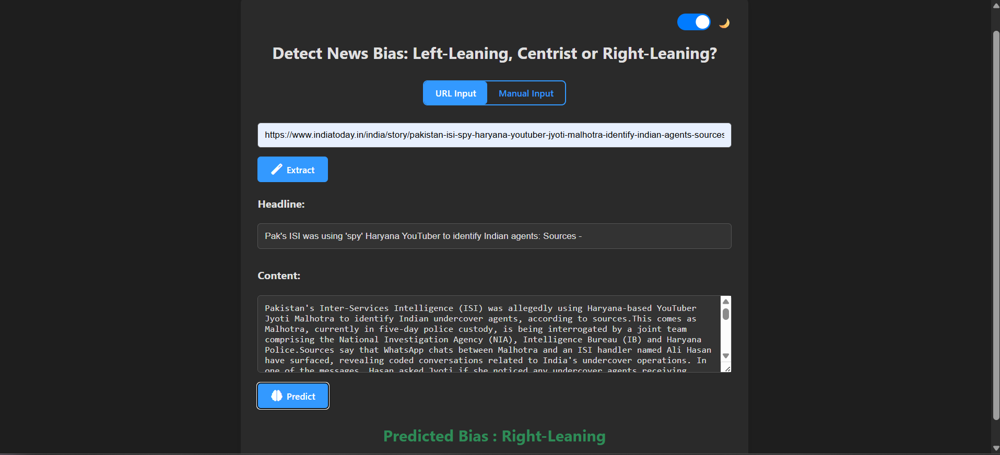 Detect News Bias: Left-Leaning, Centrist or Right-Leaning?
URL Input
Manual Input
https://www.indiatoday.in/india/story/pakistan-isi-spy-haryana-youtuber-jyoti-malhotra-identify-indian-agents-sources
Extract
Headline:
Pak's ISI was using 'spy' Haryana YouTuber to identify Indian agents: Sources -
Content:
Pakistan's Inter-Services Intelligence (ISI) was allegedly using Haryana-based YouTuber
Jyoti Malhotra to identify Indian undercover agents, according to sources.This comes as
Malhotra, currently in five-day police custody, is being interrogated by a joint team
comprising the National Investigation Agency (NIA), Intelligence Bureau (IB) and Haryana
Police.Sources say that WhatsApp chats between Malhotra and an ISI handler named Ali Hasan
have surfaced, revealing coded conversations related to India's undercover operations. In
one of the messages, Hasan asked Jyoti if she noticed any undercover agents receiving
Predict
Predicted Bias : Right-Leaning